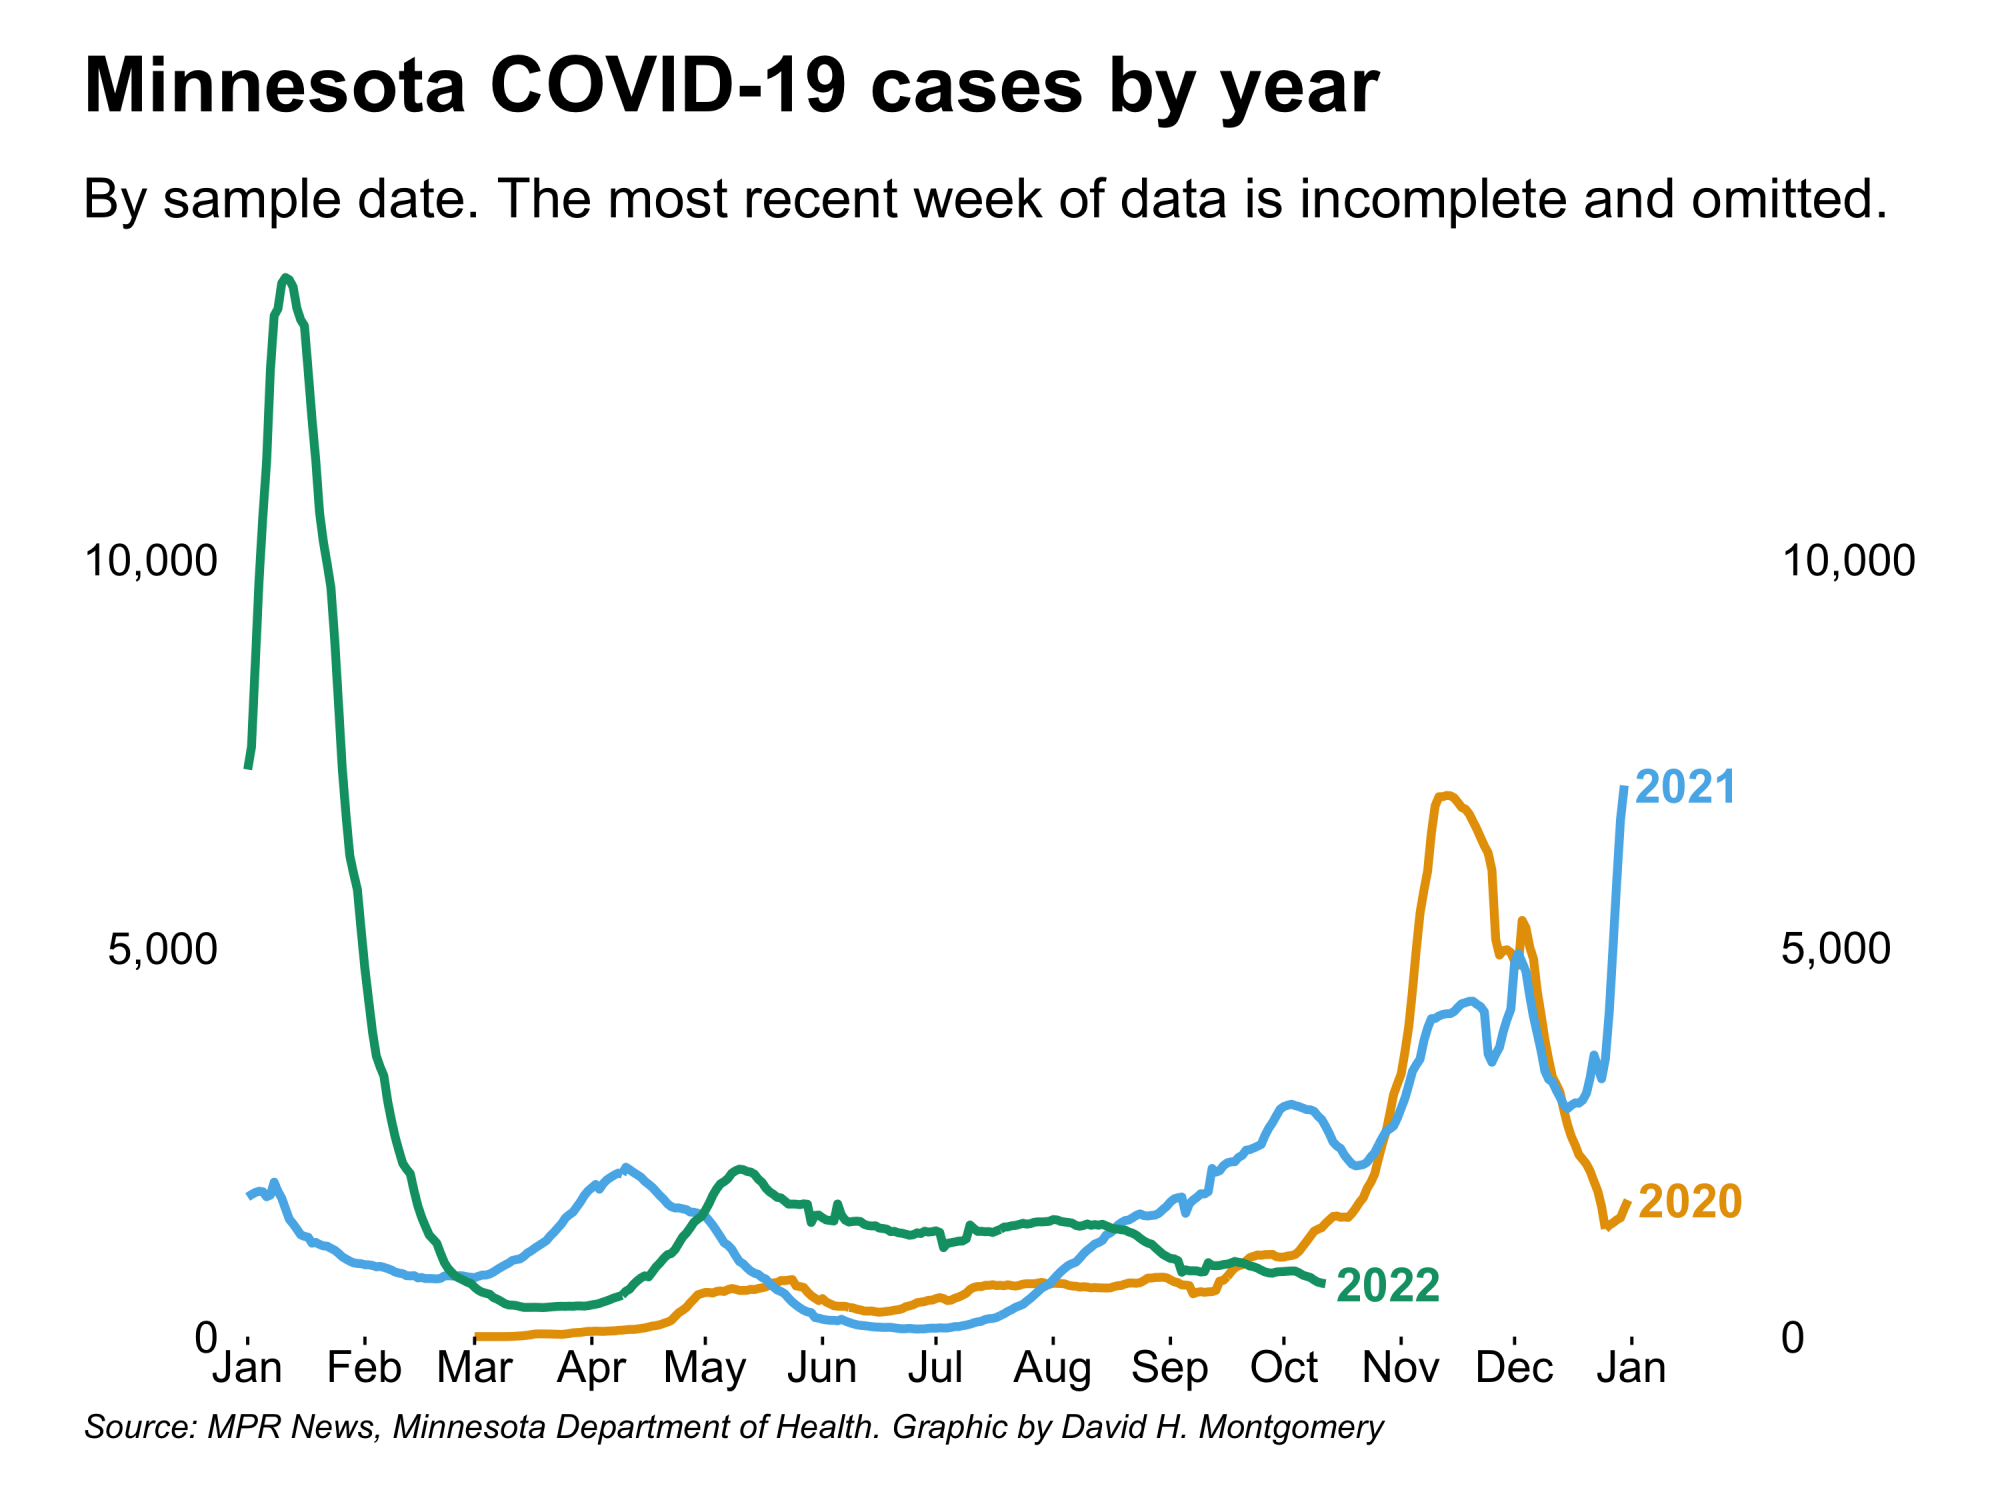 Minnesota COVID-19 cases by year
By sample date. The most recent week of data is incomplete and omitted.
10,000 10,000
2021
5,000 5,000
2020
2022
0 0
Jan Feb Mar Apr May Jun Jul Aug Sep Oct Nov Dec Jan
Source: MPR News, Minnesota Department of Health. Graphic by David H. Montgomery